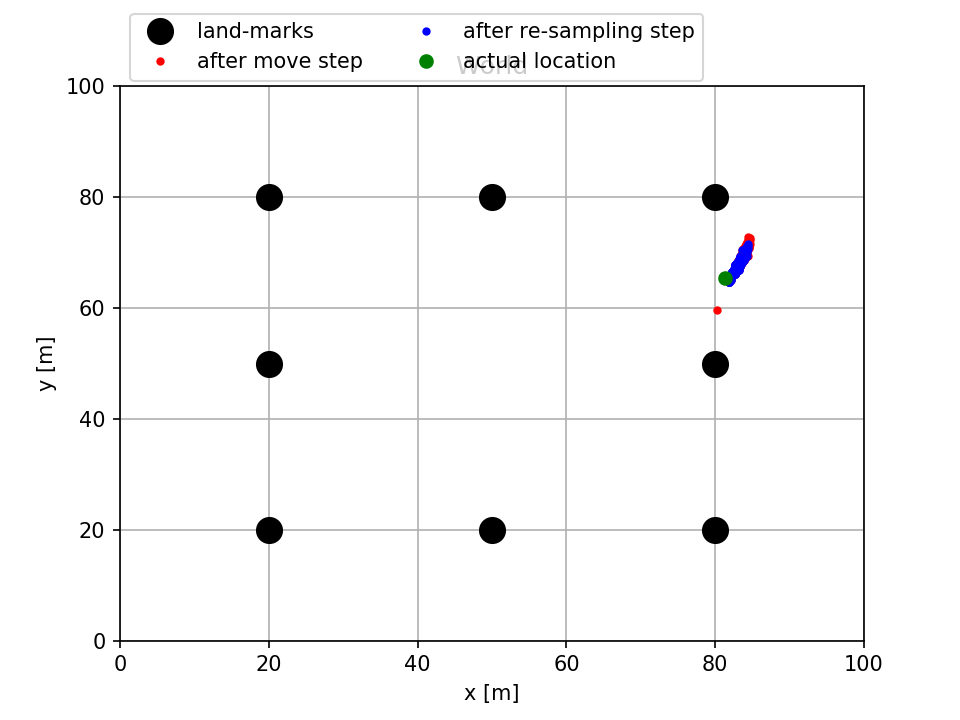 land-marks
after move step
after re-sampling step
actual location
World
100
80
60
40
20
0
y [m]
0 20 40 60 80 100
x [m]